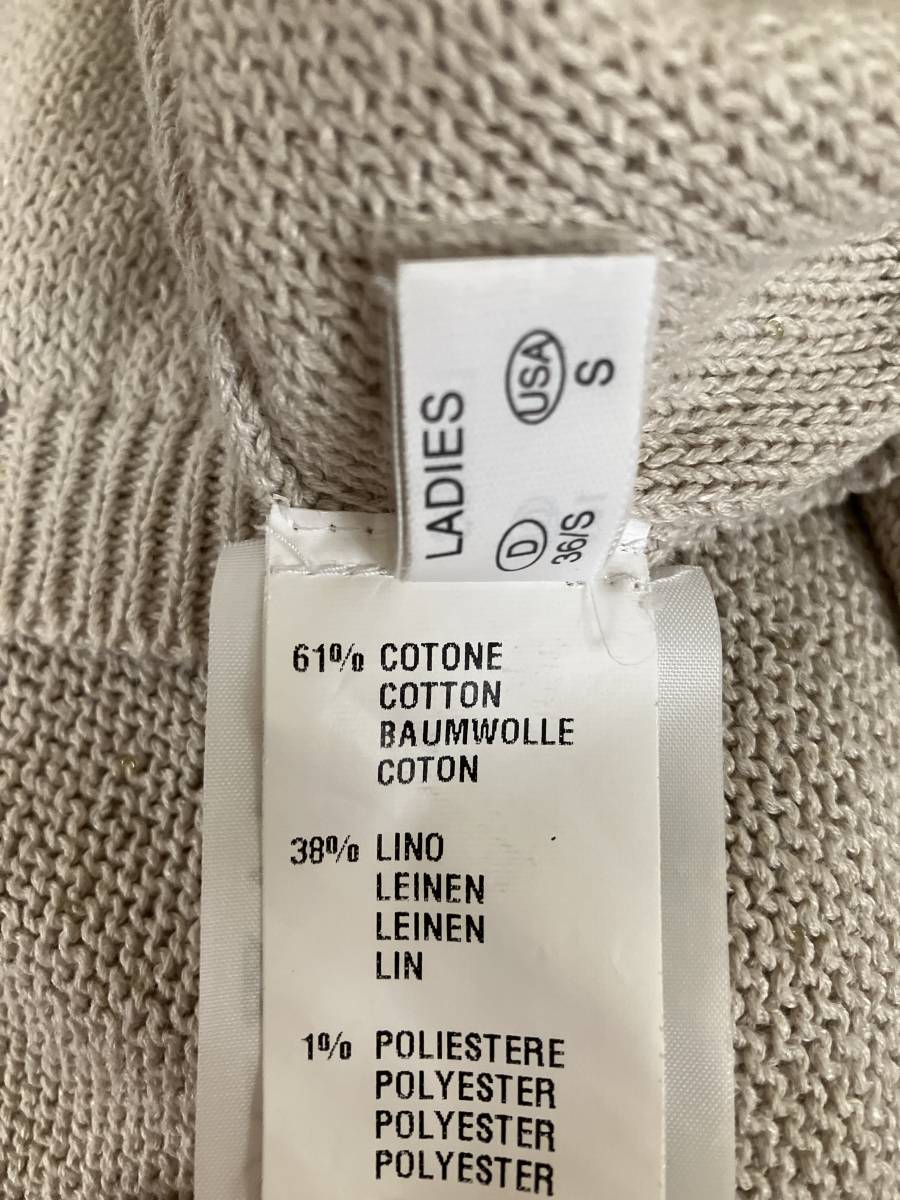 LADIES
D USA
36/S S
61% COTONE
COTTON
BAUMWOLLE
COTON
38% LINO
LEINEN
LEINEN
LIN
1% POLIESTERE
POLYESTER
POLYESTER
POLYESTER